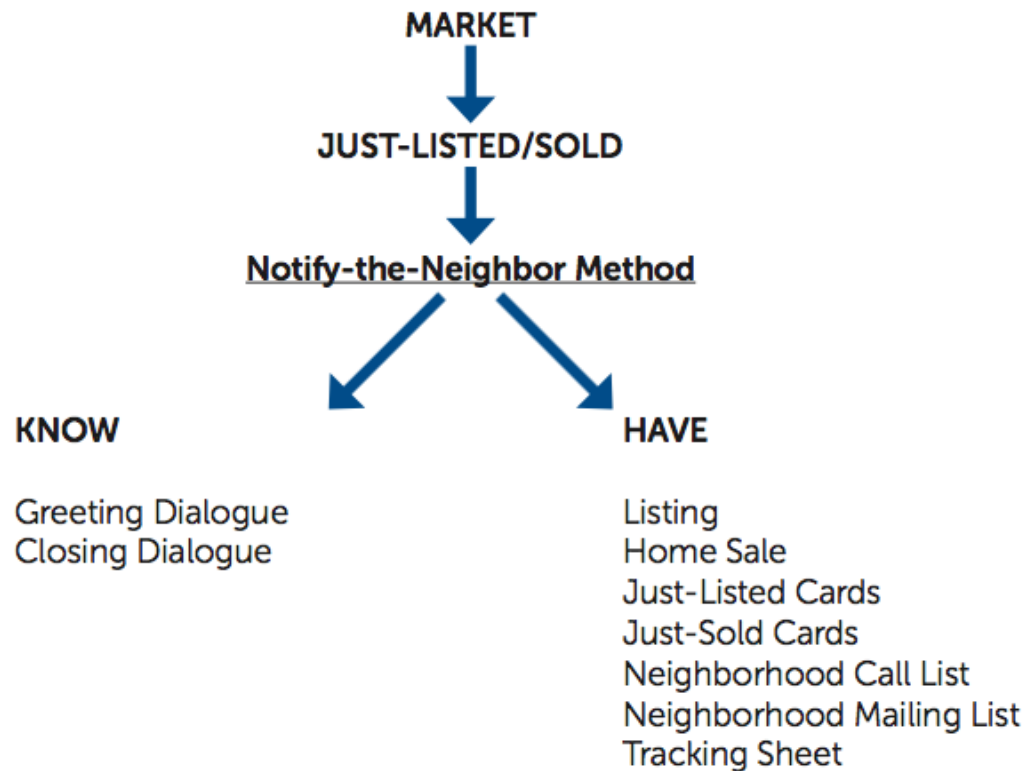 MARKET
JUST-LISTED/SOLD
Notify-the-Neighbor Method
KNOW
Greeting Dialogue
Closing Dialogue
HAVE
Listing
Home Sale
Just-Listed Cards
Just-Sold Cards
Neighborhood Call List
Neighborhood Mailing List
Tracking Sheet